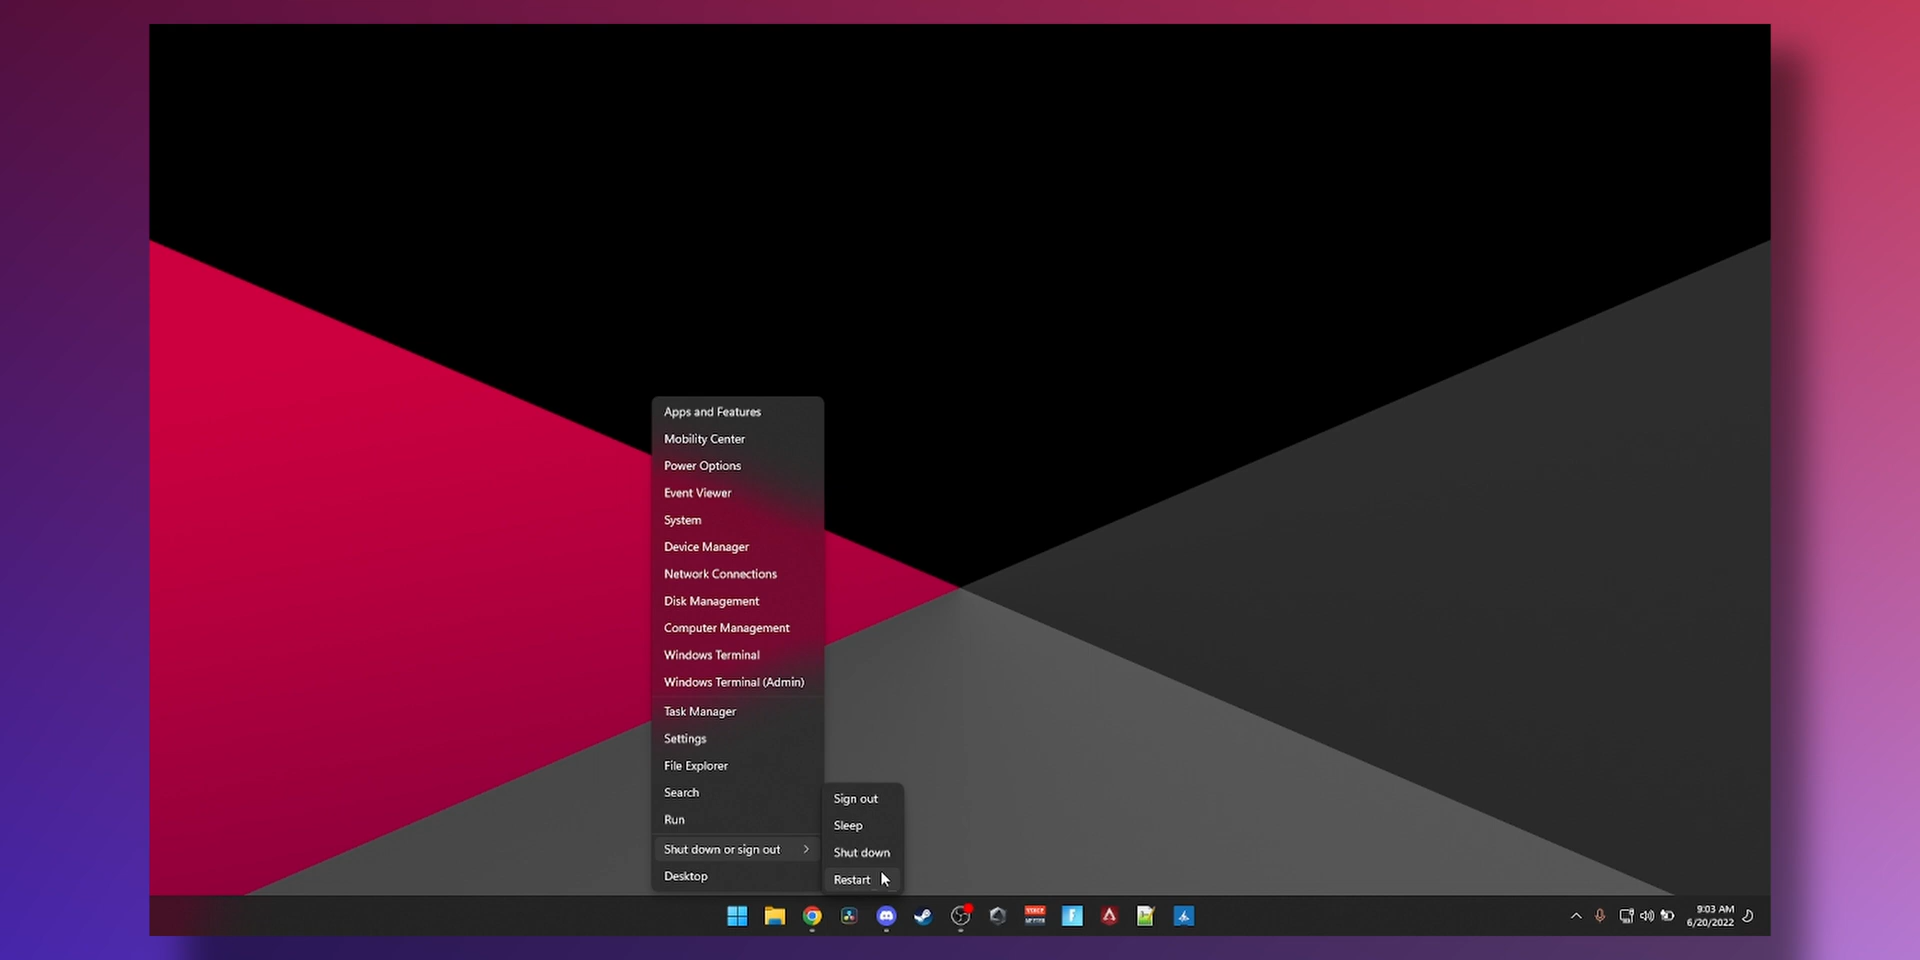 Apps and Features
Mobility Center
Power Options
Event Viewer
System
Device Manager
Network Connections
Disk Management
Computer Management
Windows Terminal
Windows Terminal (Admin)
Task Manager
Settings
File Explorer
Search
Run
Shut down or sign out
Desktop
Sign out
Sleep
Shut down
Restart
9:03 AM
6/20/2022